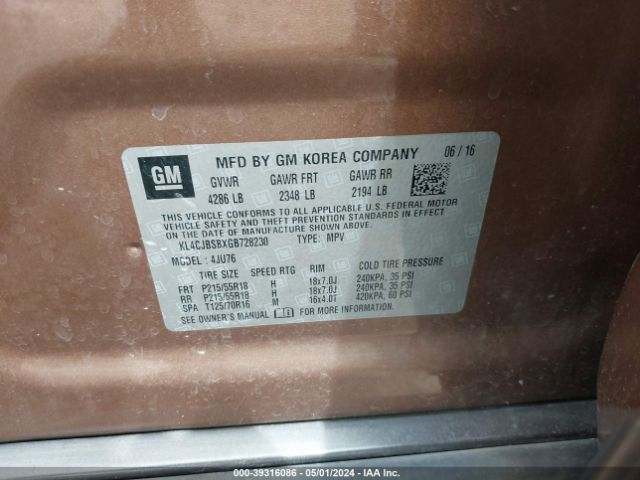 GM
MFD BY GM KOREA COMPANY 06 / 16
GVWR GAWR FRT GAWR RR
4286 LB 2348 LB 2194 LB
THIS VEHICLE CONFORMS TO ALL APPLICABLE U.S. FEDERAL MOTOR
VEHICLE SAFETY AND THEFT PREVENTION STANDARDS IN EFFECT
ON THE DATE OF MANUFACTURE SHOWN ABOVE.
KL4CJBSBXGB728230 TYPE: MPV
MODEL : 4JU76
TIRE SIZE SPEED RTG RIM COLD TIRE PRESSURE
FRT P215/55R18 H 18x7.0J 240KPA, 35 PSI
RR P215/55R18 H 18x7.0J 240KPA, 35 PSI
SPA T125/70R16 M 16x4.0T 420KPA, 60 PSI
SEE OWNER'S MANUAL FOR MORE INFORMATION.
000-39316086 - 05/01/2024 - IAA Inc.